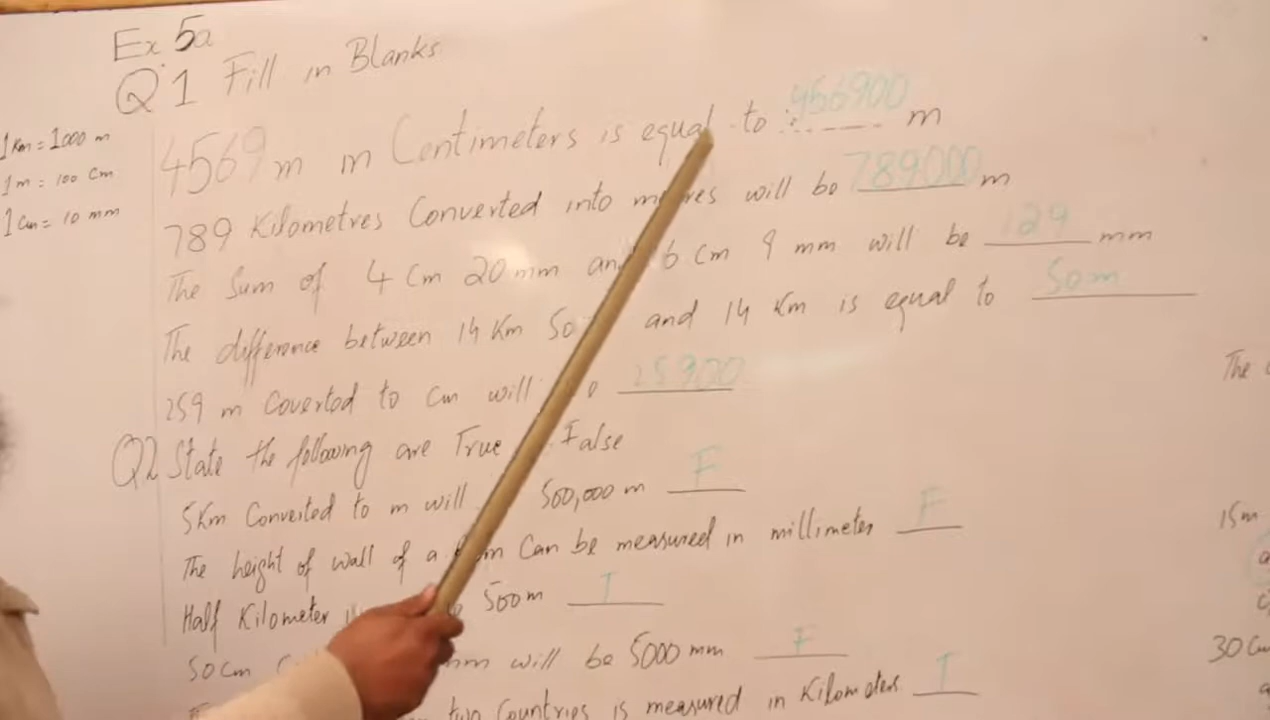 Ex 5a
Q1 Fill in Blanks
1Km = 1000 m
1m = 100 Cm
1Cm = 10 mm
4569 m in Centimeters is equal to 456900 m
789 Kilometres Converted into metres will be 789000 m
The Sum of 4 Cm 20 mm and 6 cm 9 mm will be 129 mm
The difference between 14 Km 50 and 14 Km is equal to 50m
259 m coverted to Cm will 25900
Q2 State the following are True False
5Km Converted to m will 500,000 m F
The height of wall of a Can be measured in millimeter F
Half Kilometer 500m T
50cm mm will be 5000 mm F
two Countries is measured in Kilometers T
The
15m
30 Cm